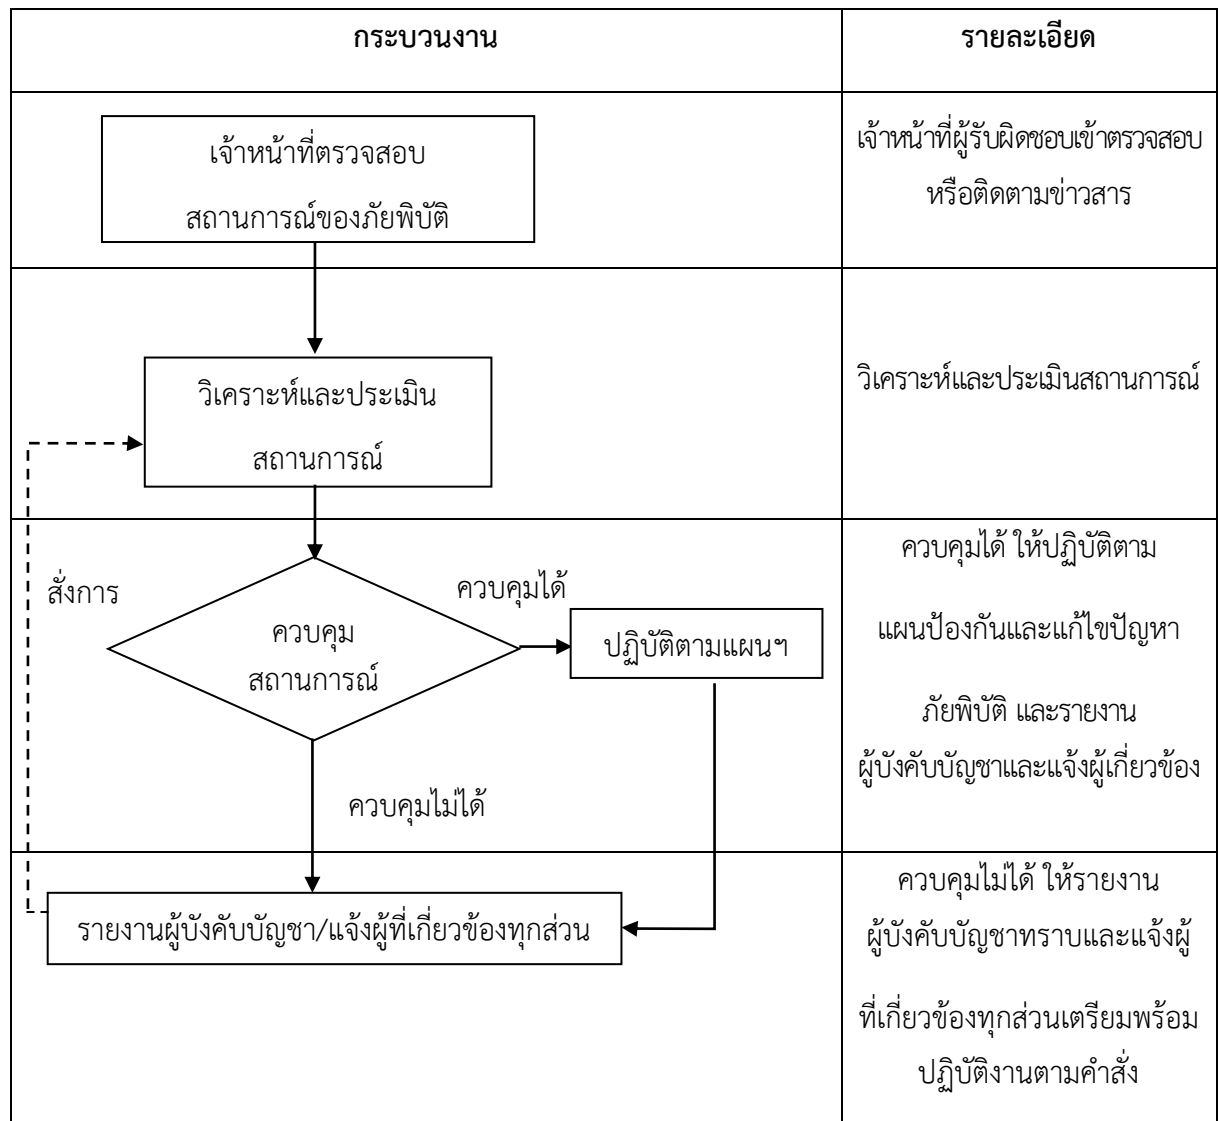 กระบวนงาน
รายละเอียด
เจ้าหน้าที่ตรวจสอบ
สถานการณ์ของภัยพิบัติ
เจ้าหน้าที่ผู้รับผิดชอบเข้าตรวจสอบ
หรือติดตามข่าวสาร
วิเคราะห์และประเมิน
สถานการณ์
วิเคราะห์และประเมินสถานการณ์
สั่งการ
ควบคุม
สถานการณ์
ควบคุมได้
ปฏิบัติตามแผนฯ
ควบคุมไม่ได้
ควบคุมได้ ให้ปฏิบัติตาม
แผนป้องกันและแก้ไขปัญหา
ภัยพิบัติ และรายงาน
ผู้บังคับบัญชาและแจ้งผู้เกี่ยวข้อง
รายงานผู้บังคับบัญชา/แจ้งผู้ที่เกี่ยวข้องทุกส่วน
ควบคุมไม่ได้ ให้รายงาน
ผู้บังคับบัญชาทราบและแจ้งผู้
ที่เกี่ยวข้องทุกส่วนเตรียมพร้อม
ปฏิบัติงานตามคำสั่ง